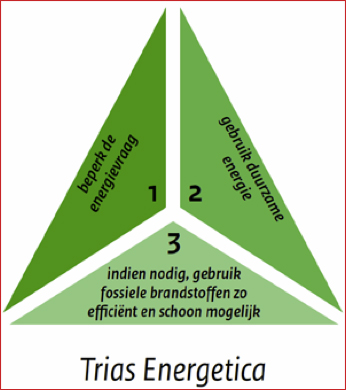 beperk de
energievraag
1
2
gebruik duurzame
energie
3
indien nodig, gebruik
fossiele brandstoffen zo
efficiënt en schoon mogelijk
Trias Energetica